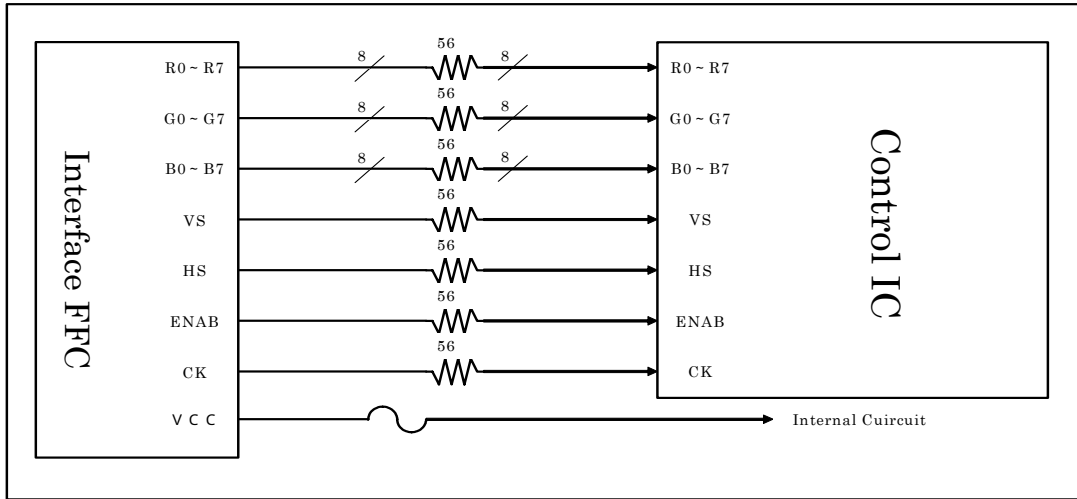 Interface FFC
Control IC
R0~R7 8 56 8 R0~R7
G0~G7 8 56 8 G0~G7
B0~B7 8 56 8 B0~B7
VS 56 VS
HS 56 HS
ENAB 56 ENAB
CK 56 CK
VCC Internal Cuircuit